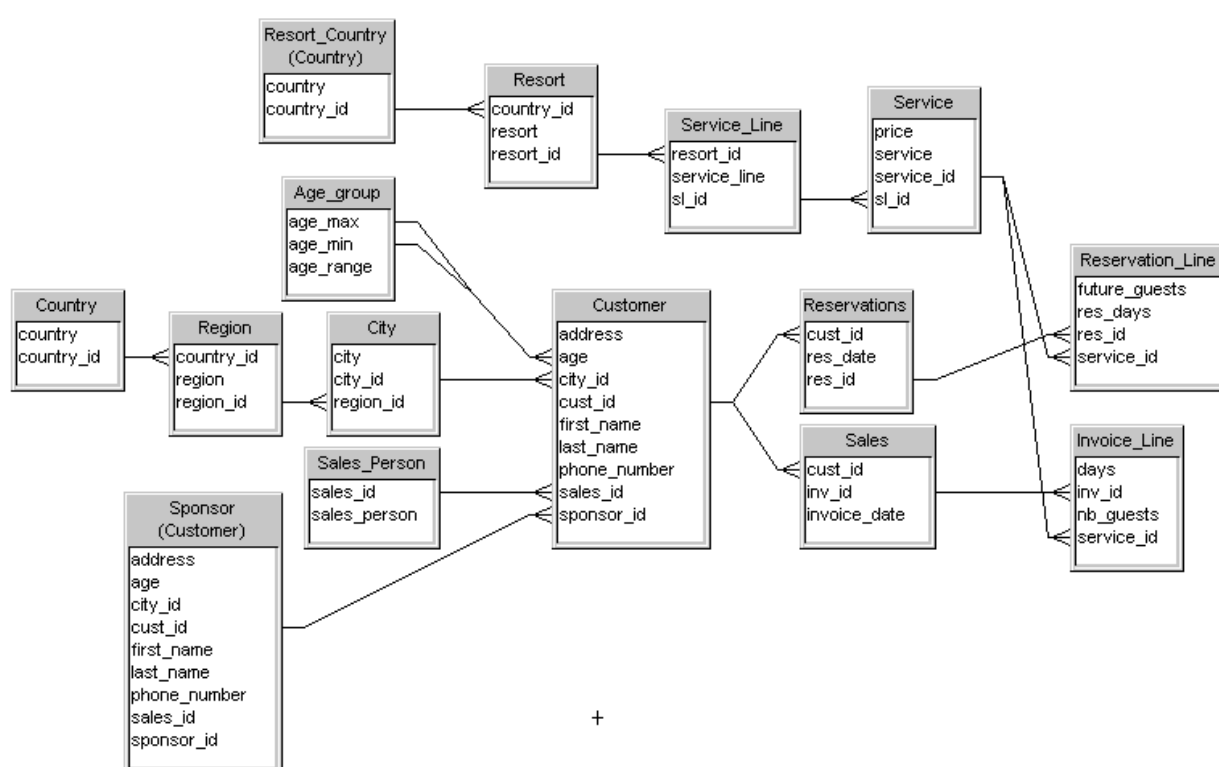 Resort_Country
(Country)
country
country_id
Resort
country_id
resort
resort_id
Service_Line
resort_id
service_line
sl_id
Service
price
service
service_id
sl_id
Age_group
age_max
age_min
age_range
Reservation_Line
future_guests
res_days
res_id
service_id
Country
country
country_id
Region
country_id
region
region_id
City
city
city_id
region_id
Customer
address
age
city_id
cust_id
first_name
last_name
phone_number
sales_id
sponsor_id
Reservations
cust_id
res_date
res_id
Sales
cust_id
inv_id
invoice_date
Invoice_Line
days
inv_id
nb_guests
service_id
Sales_Person
sales_id
sales_person
Sponsor
(Customer)
address
age
city_id
cust_id
first_name
last_name
phone_number
sales_id
sponsor_id